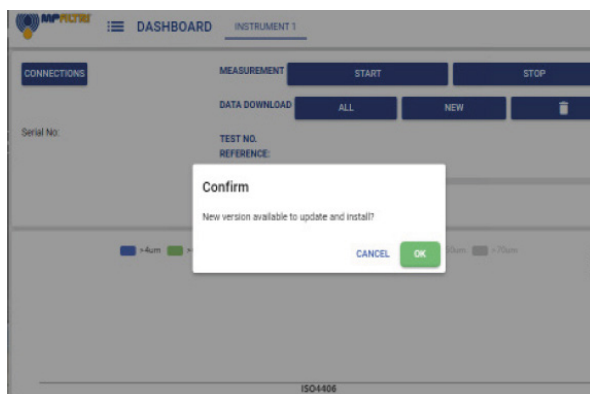 MPFILTRI
DASHBOARD
INSTRUMENT 1
CONNECTIONS
MEASUREMENT
START
STOP
DATA DOWNLOAD
ALL
NEW
Serial No:
TEST NO.
REFERENCE:
Confirm
New version available to update and install?
CANCEL
OK
>4um
>70um
ISO4406